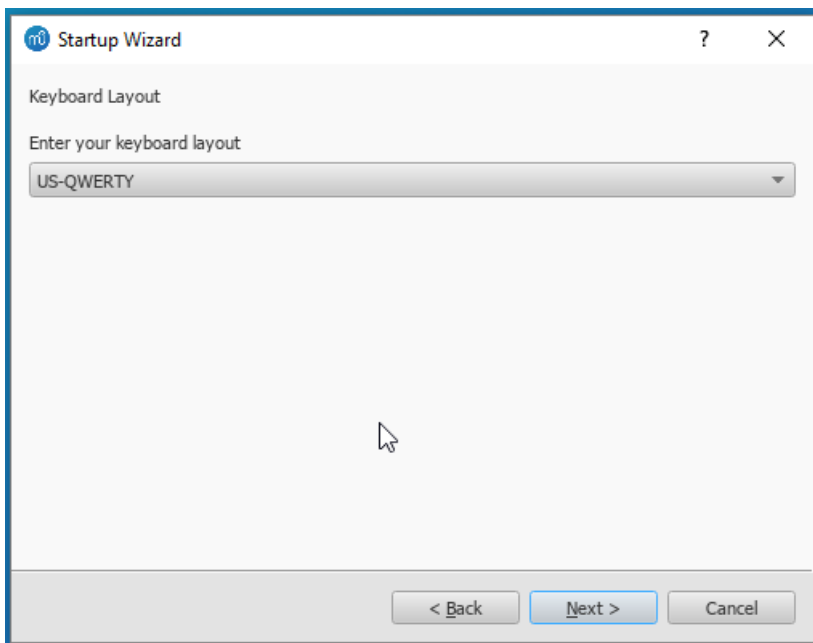 Startup Wizard ?
Keyboard Layout
Enter your keyboard layout
US-QWERTY
< Back Next > Cancel